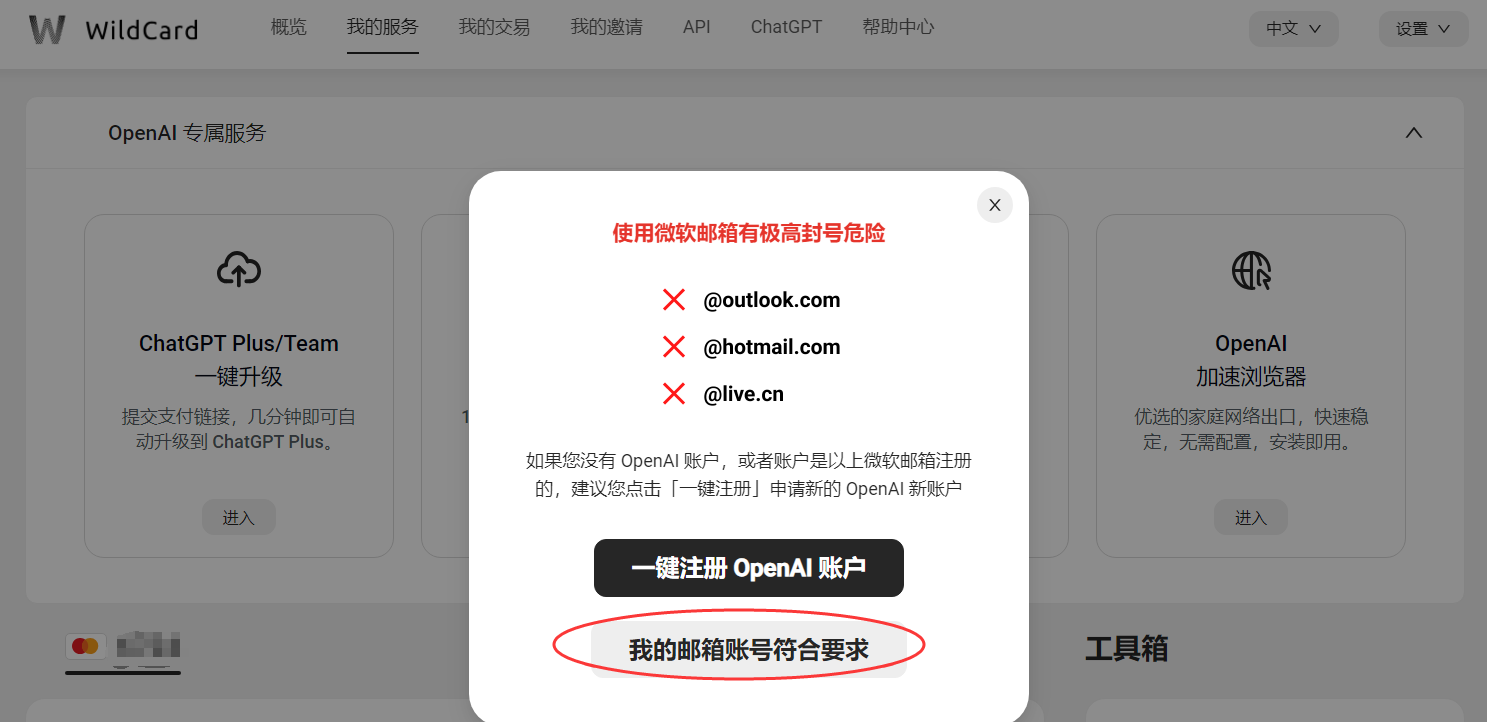 WildCard
概览 我的服务 我的交易 我的邀请 API ChatGPT 帮助中心 中文 设置
OpenAI 专属服务
使用微软邮箱有极高封号危险
@outlook.com
@hotmail.com
@live.cn
如果您没有 OpenAI 账户，或者账户是以上微软邮箱注册
的，建议您点击「一键注册」申请新的 OpenAI 新账户
一键注册 OpenAI 账户
我的邮箱账号符合要求
ChatGPT Plus/Team
一键升级
提交支付链接，几分钟即可自
动升级到 ChatGPT Plus。
进入
1
OpenAI
加速浏览器
优选的家庭网络出口，快速稳
定，无需配置，安装即用。
进入
工具箱